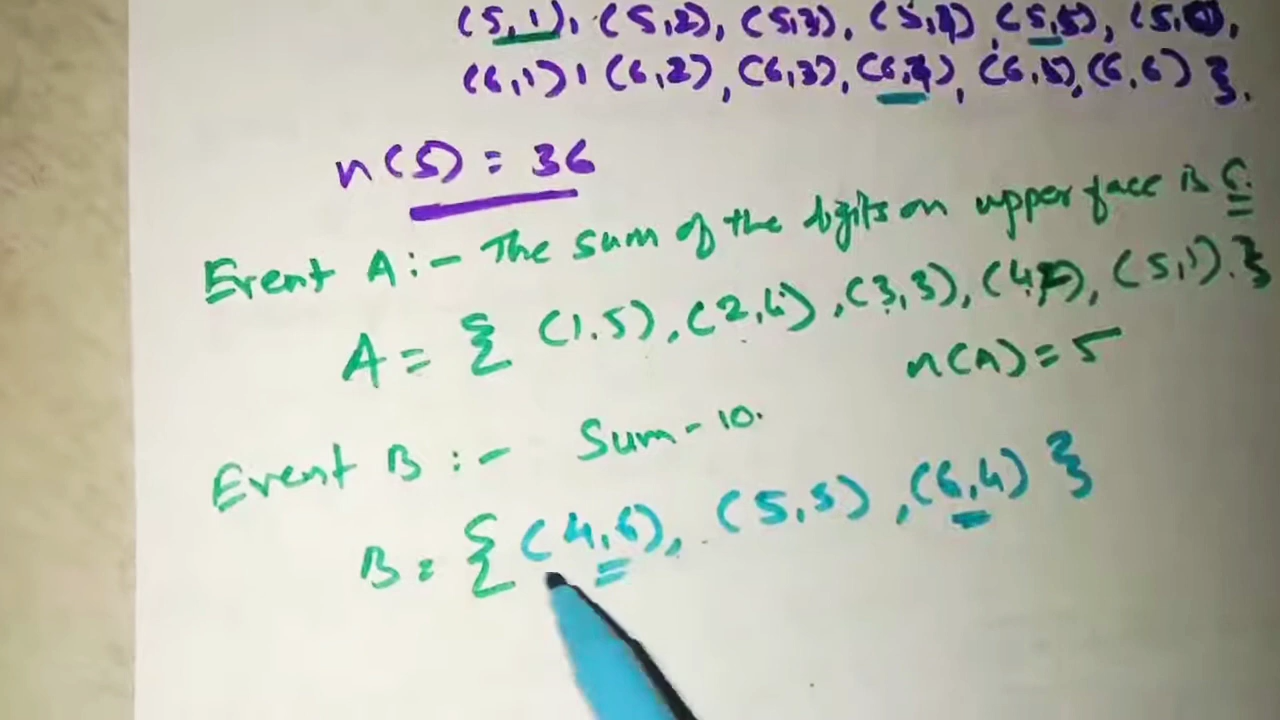 (5,1), (5,2), (5,3), (5,4), (5,5), (5,6),
(6,1), (6,2), (6,3), (6,4), (6,5), (6,6) }.
n(S) = 36
Event A :- The sum of the digits on upper face is 6.
A = { (1,5), (2,4), (3,3), (4,2), (5,1). }
n(A) = 5
Event B :- Sum - 10.
B = { (4,6), (5,5), (6,4) }